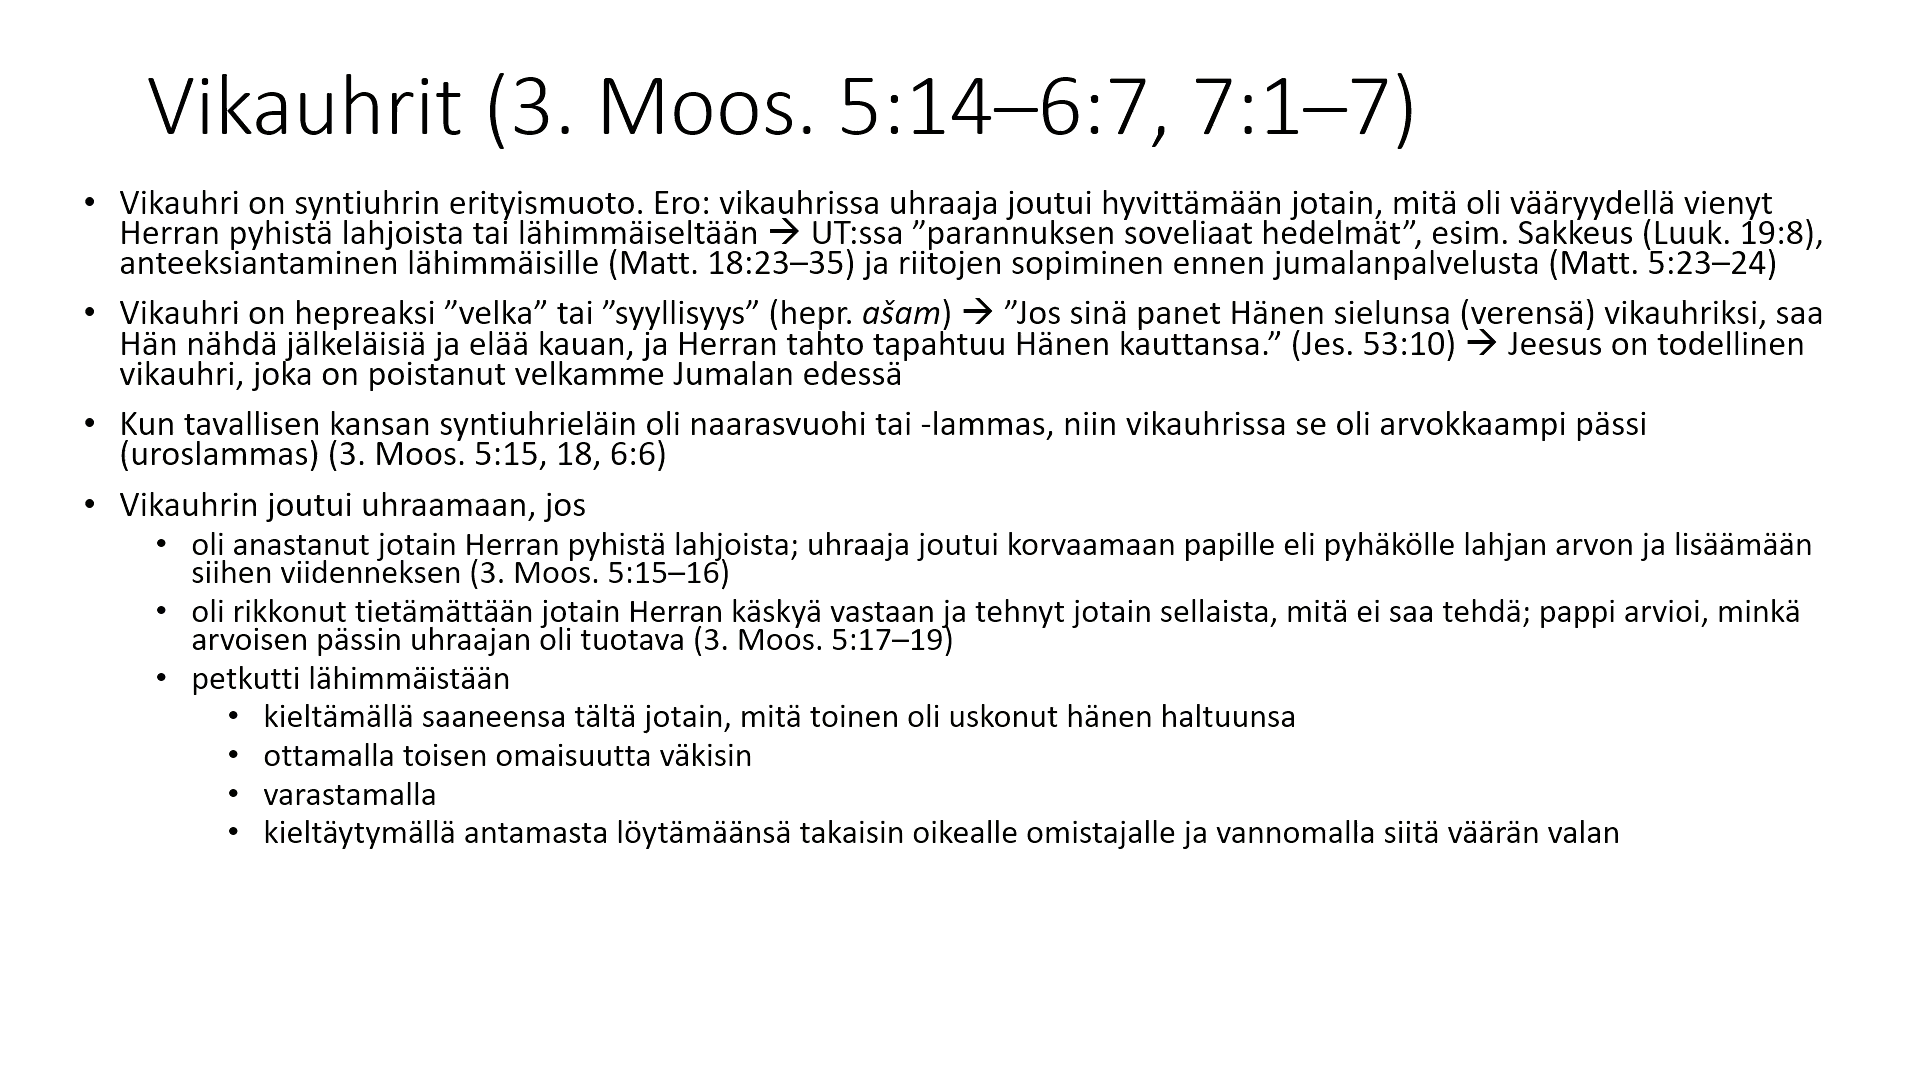 Vikauhrit (3. Moos. 5:14–6:7, 7:1–7)
• Vikauhri on syntiuhrin erityismuoto. Ero: vikauhrissa uhraaja joutui hyvittämään jotain, mitä oli vääryydellä vienyt
Herran pyhistä lahjoista tai lähimmäiseltään → UT:ssa ”parannuksen soveliaat hedelmät”, esim. Sakkeus (Luuk. 19:8),
anteeksiantaminen lähimmäisille (Matt. 18:23–35) ja riitojen sopiminen ennen jumalanpalvelusta (Matt. 5:23–24)
• Vikauhri on hepreaksi ”velka” tai ”syyllisyys” (hepr. ašam) → ”Jos sinä panet Hänen sielunsa (verensä) vikauhriksi, saa
Hän nähdä jälkeläisiä ja elää kauan, ja Herran tahto tapahtuu Hänen kauttansa.” (Jes. 53:10) → Jeesus on todellinen
vikauhri, joka on poistanut velkamme Jumalan edessä
• Kun tavallisen kansan syntiuhrieläin oli naarasvuohi tai -lammas, niin vikauhrissa se oli arvokkaampi pässi
(uroslammas) (3. Moos. 5:15, 18, 6:6)
• Vikauhrin joutui uhraamaan, jos
• oli anastanut jotain Herran pyhistä lahjoista; uhraaja joutui korvaamaan papille eli pyhäkölle lahjan arvon ja lisäämään
siihen viidenneksen (3. Moos. 5:15–16)
• oli rikkonut tietämättään jotain Herran käskyä vastaan ja tehnyt jotain sellaista, mitä ei saa tehdä; pappi arvioi, minkä
arvoisen pässin uhraajan oli tuotava (3. Moos. 5:17–19)
• petkutti lähimmäistään
• kieltämällä saaneensa tältä jotain, mitä toinen oli uskonut hänen haltuunsa
• ottamalla toisen omaisuutta väkisin
• varastamalla
• kieltäytymällä antamasta löytämäänsä takaisin oikealle omistajalle ja vannomalla siitä väärän valan